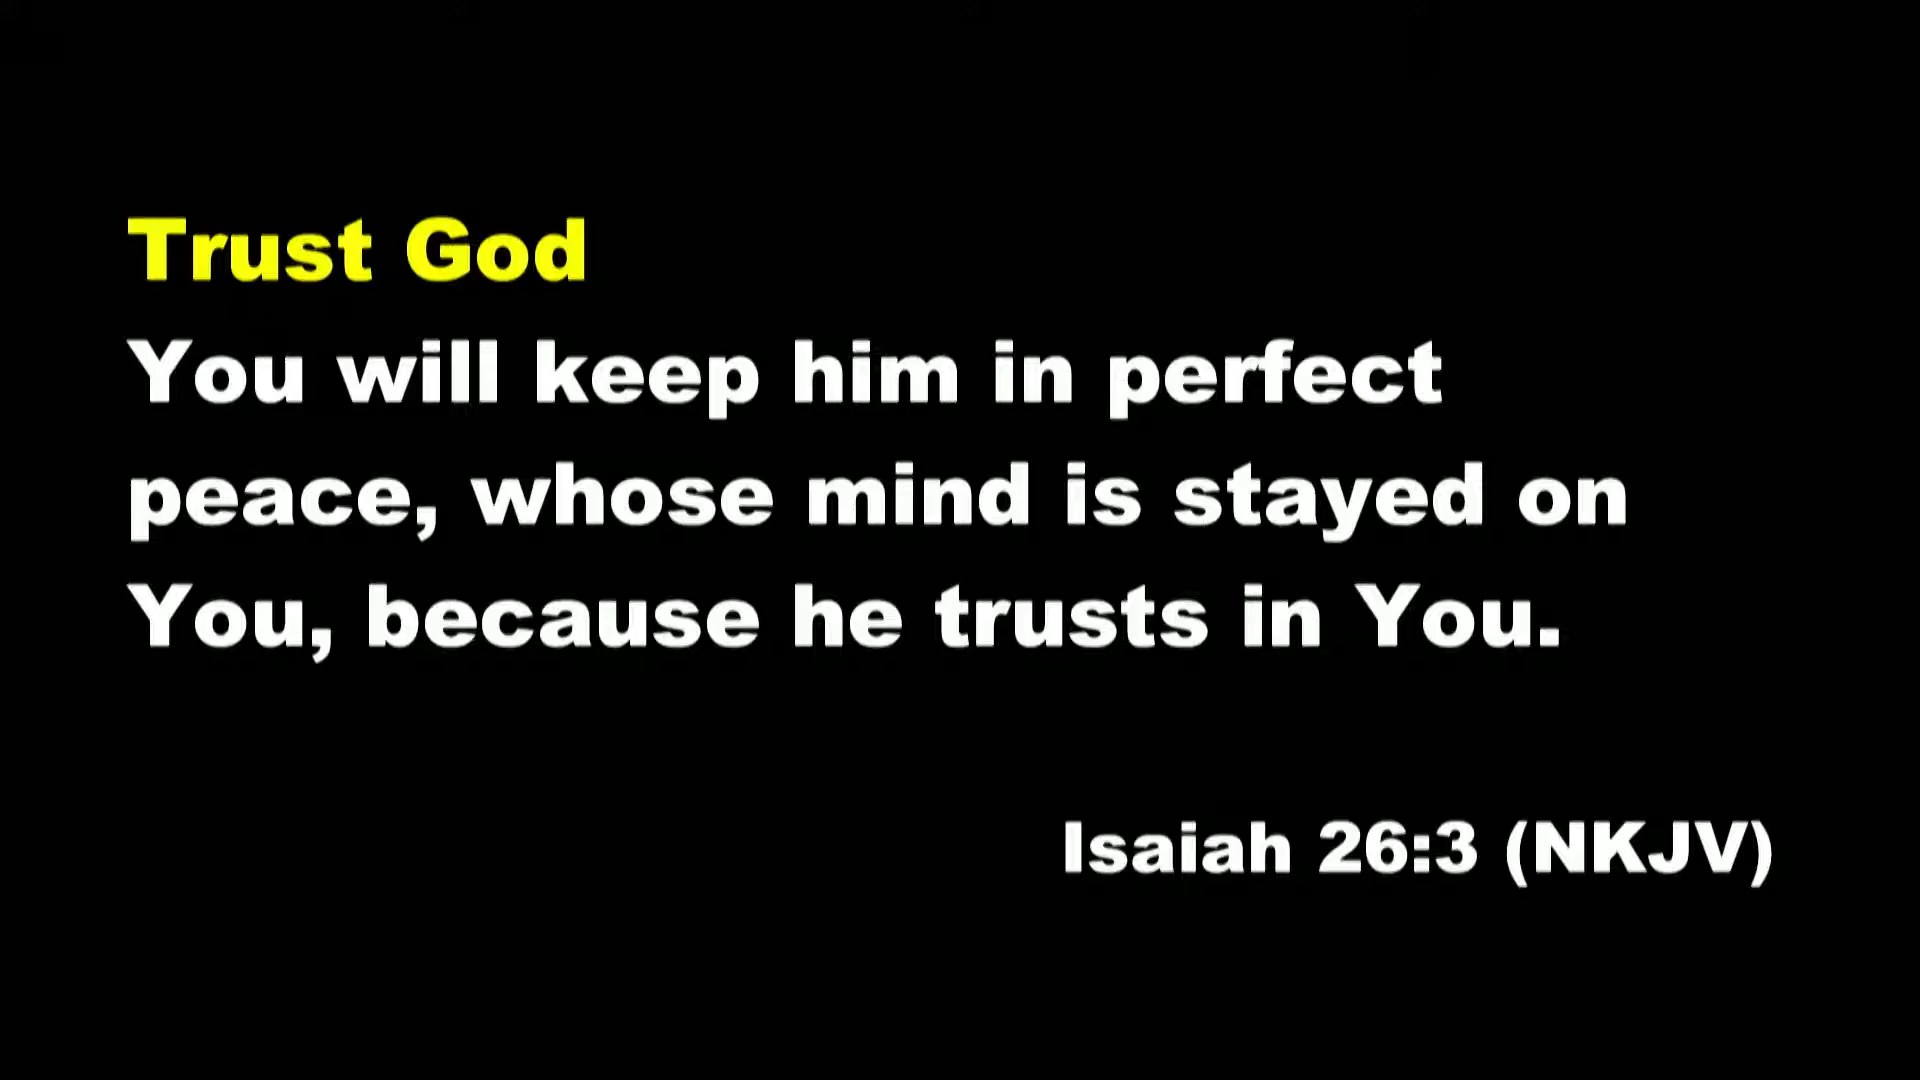 Trust God
You will keep him in perfect
peace, whose mind is stayed on
You, because he trusts in You.
Isaiah 26:3 (NKJV)